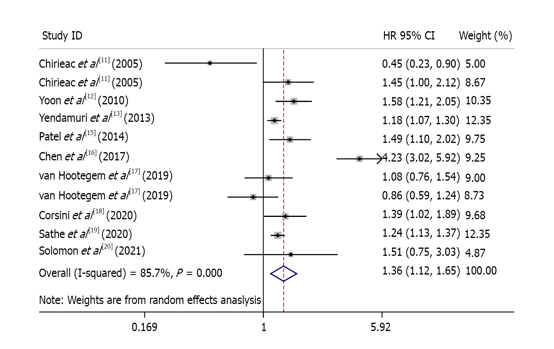 Study ID HR 95% CI Weight (%)
Chirieac et al[11] (2005) 0.45 (0.23, 0.90) 5.00
Chirieac et al[11] (2005) 1.45 (1.00, 2.12) 8.67
Yoon et al[12] (2010) 1.58 (1.21, 2.05) 10.35
Yendamuri et al[13] (2013) 1.18 (1.07, 1.30) 12.35
Patel et al[15] (2014) 1.49 (1.10, 2.02) 9.75
Chen et al[16] (2017) 4.23 (3.02, 5.92) 9.25
van Hootegem et al[17] (2019) 1.08 (0.76, 1.54) 9.00
van Hootegem et al[17] (2019) 0.86 (0.59, 1.24) 8.73
Corsini et al[18] (2020) 1.39 (1.02, 1.89) 9.68
Sathe et al[19] (2020) 1.24 (1.13, 1.37) 12.35
Solomon et al[20] (2021) 1.51 (0.75, 3.03) 4.87
Overall (I-squared) = 85.7%, P = 0.000 1.36 (1.12, 1.65) 100.00
Note: Weights are from random effects anaslysis
0.169 1 5.92